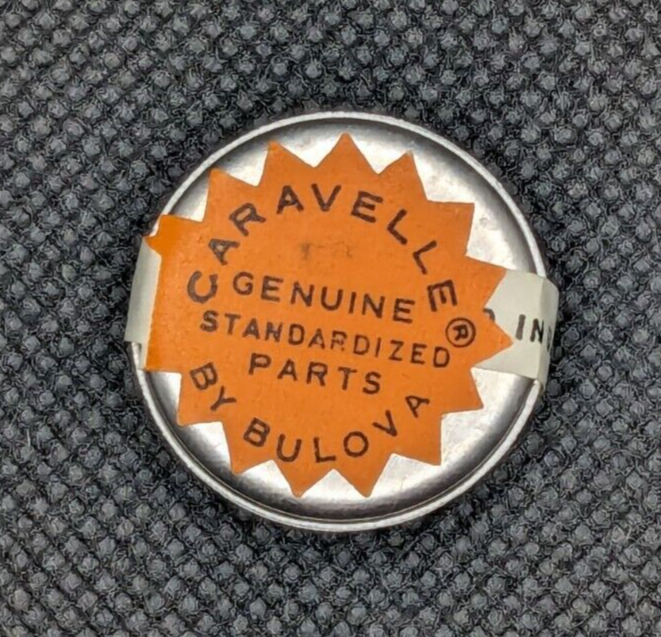 CARAVELLE®
GENUINE
STANDARDIZED
PARTS
BY BULOVA